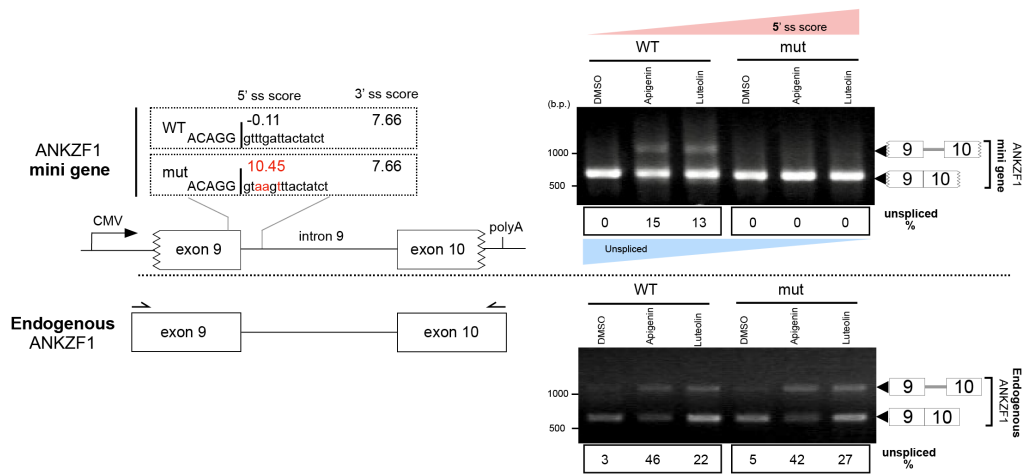 5' ss score 3' ss score
WT -0.11 7.66
ACAGG gtttgattactatct
mut 10.45 7.66
ACAGG gtaagtttactatct
ANKZF1
mini gene
CMV
exon 9
intron 9
exon 10
polyA
Endogenous
ANKZF1
exon 9
exon 10
5' ss score
WT mut
DMSO Apigenin Luteolin DMSO Apigenin Luteolin
(b.p.)
1000
500
9 10
9 10
ANKZF1
mini gene
0 15 13 0 0 0
unspliced
%
Unspliced
WT mut
DMSO Apigenin Luteolin DMSO Apigenin Luteolin
1000
500
9 10
9 10
Endogenous
ANKZF1
3 46 22 5 42 27
unspliced
%